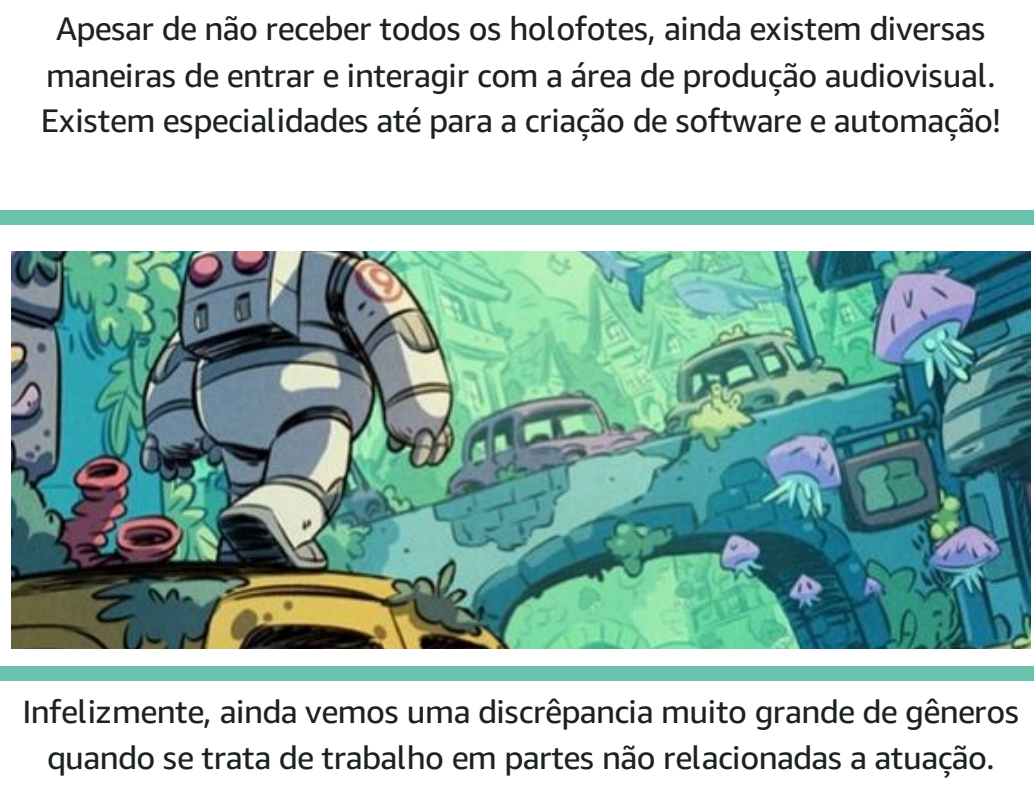 Apesar de não receber todos os holofotes, ainda existem diversas
maneiras de entrar e interagir com a área de produção audiovisual.
Existem especialidades até para a criação de software e automação!
Infelizmente, ainda vemos uma discrêpancia muito grande de gêneros
quando se trata de trabalho em partes não relacionadas a atuação.